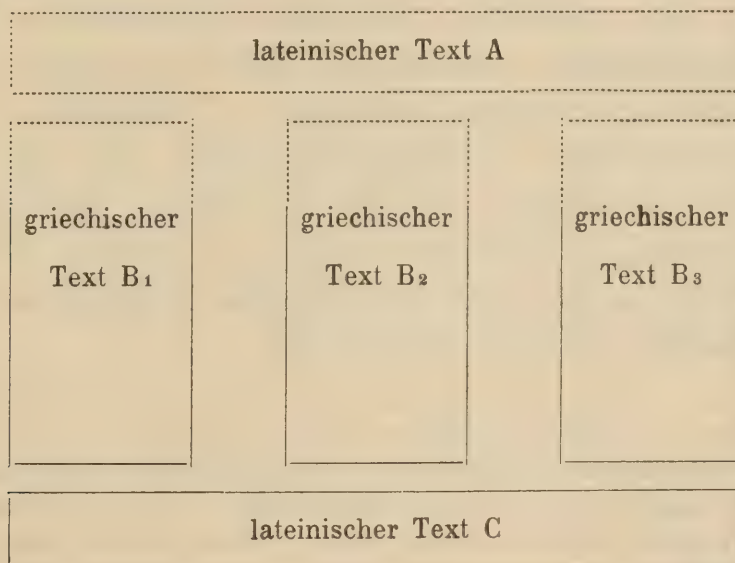 lateinischer Text A
griechischer griechischer griechischer
Text B₁ Text B₂ Text B₃
lateinischer Text C